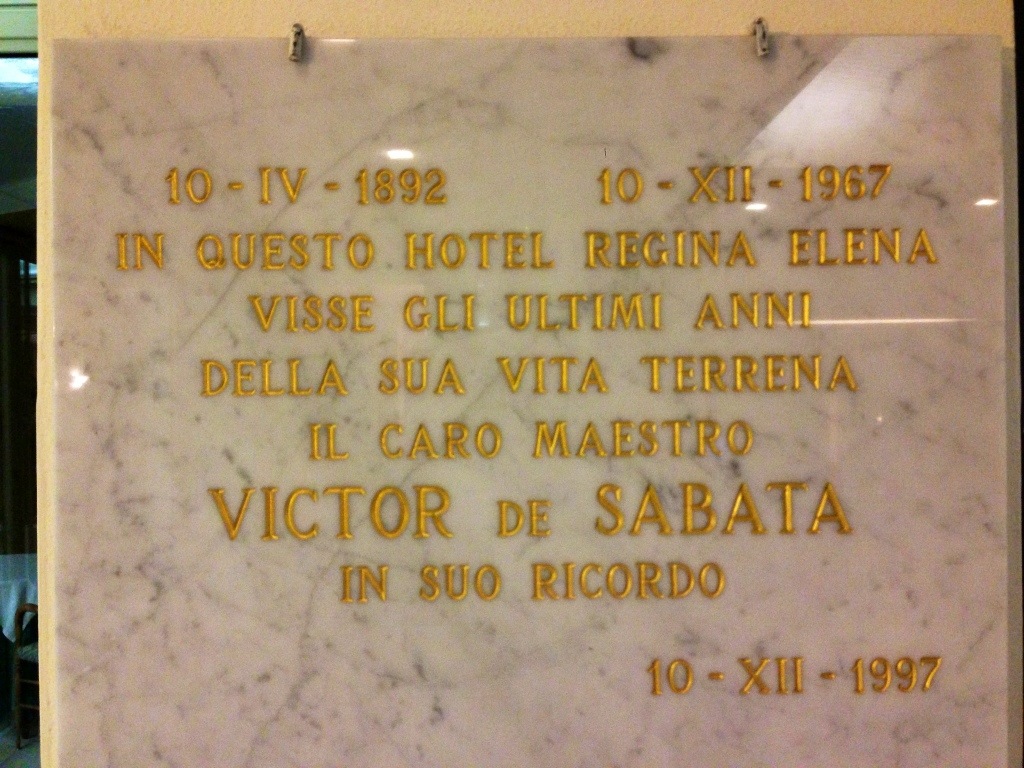 10 - IV - 1892 10 - XII - 1967
IN QUESTO HOTEL REGINA ELENA
VISSE GLI ULTIMI ANNI
DELLA SUA VITA TERRENA
IL CARO MAESTRO
VICTOR DE SABATA
IN SUO RICORDO
10 - XII - 1997